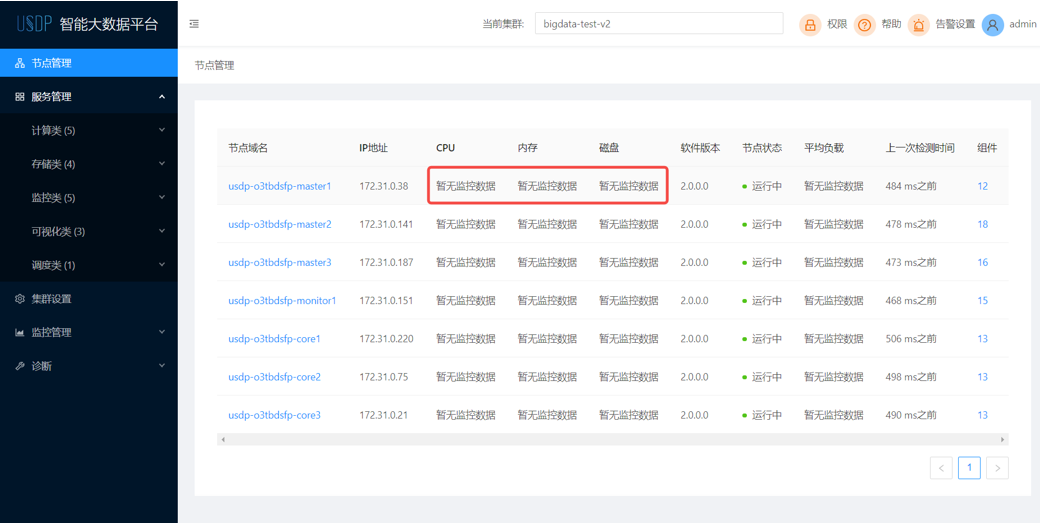 USDP 智能大数据平台
当前集群: bigdata-test-v2 权限 帮助 告警设置 admin
节点管理
服务管理
计算类 (5)
存储类 (4)
监控类 (5)
可视化类 (3)
调度类 (1)
集群设置
监控管理
诊断
节点管理
节点域名 IP地址 CPU 内存 磁盘 软件版本 节点状态 平均负载 上一次检测时间 组件
usdp-o3tbdsfp-master1 172.31.0.38 暂无监控数据 暂无监控数据 暂无监控数据 2.0.0.0 运行中 暂无监控数据 484 ms之前 12
usdp-o3tbdsfp-master2 172.31.0.141 暂无监控数据 暂无监控数据 暂无监控数据 2.0.0.0 运行中 暂无监控数据 478 ms之前 18
usdp-o3tbdsfp-master3 172.31.0.187 暂无监控数据 暂无监控数据 暂无监控数据 2.0.0.0 运行中 暂无监控数据 473 ms之前 16
usdp-o3tbdsfp-monitor1 172.31.0.151 暂无监控数据 暂无监控数据 暂无监控数据 2.0.0.0 运行中 暂无监控数据 468 ms之前 15
usdp-o3tbdsfp-core1 172.31.0.220 暂无监控数据 暂无监控数据 暂无监控数据 2.0.0.0 运行中 暂无监控数据 506 ms之前 13
usdp-o3tbdsfp-core2 172.31.0.75 暂无监控数据 暂无监控数据 暂无监控数据 2.0.0.0 运行中 暂无监控数据 498 ms之前 13
usdp-o3tbdsfp-core3 172.31.0.21 暂无监控数据 暂无监控数据 暂无监控数据 2.0.0.0 运行中 暂无监控数据 490 ms之前 13
1